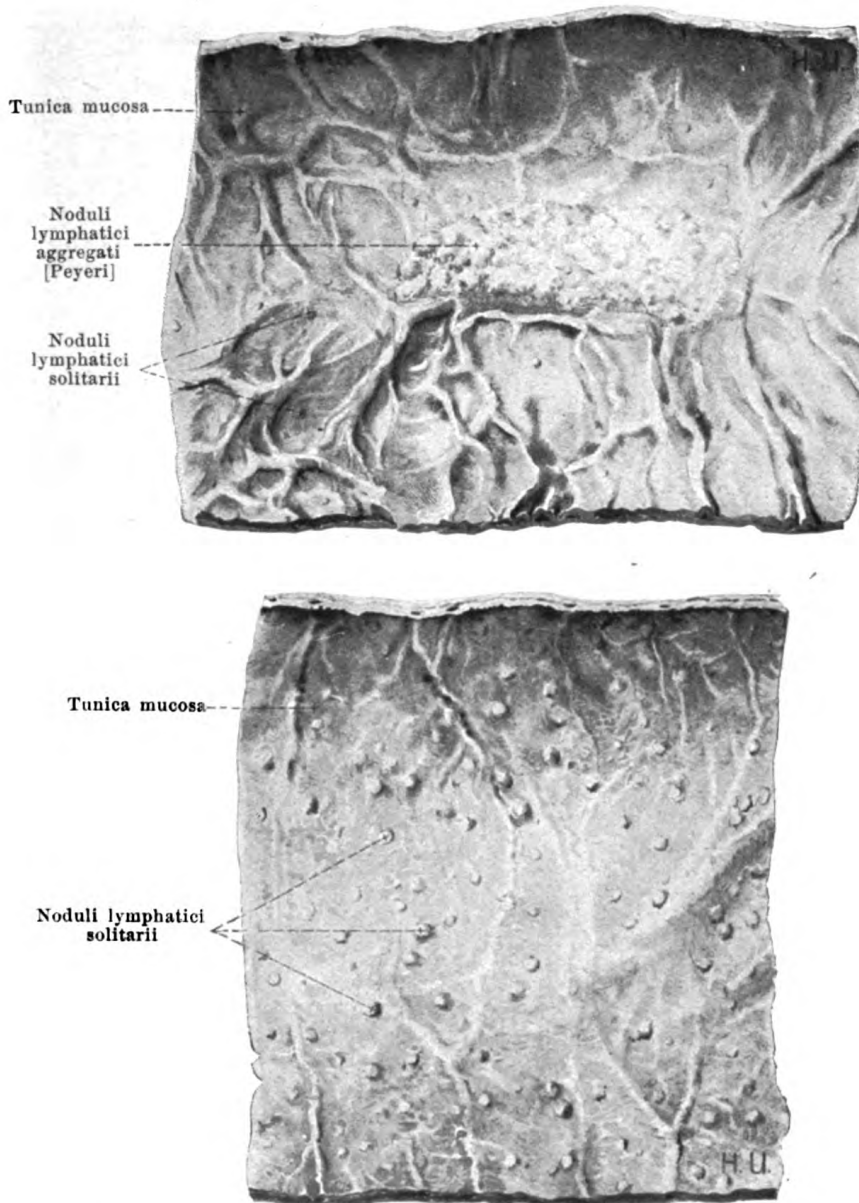 H. U.
Tunica mucosa
Noduli
lymphatici
aggregati
[Peyeri]
Noduli
lymphatici
solitarii
Tunica mucosa
Noduli lymphatici
solitarii
H. U.